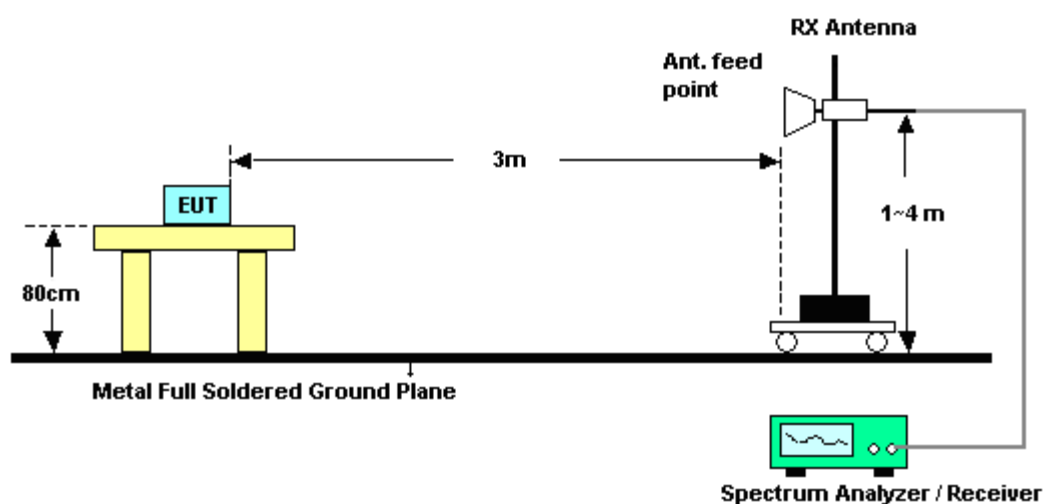 RX Antenna
Ant. feed
point
3m
EUT
1~4 m
80cm
Metal Full Soldered Ground Plane
Spectrum Analyzer / Receiver